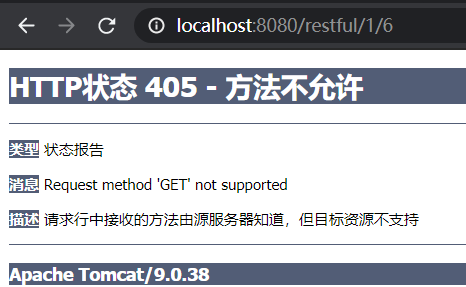 localhost:8080/restful/1/6
HTTP状态 405 - 方法不允许
类型 状态报告
消息 Request method 'GET' not supported
描述 请求行中接收的方法由源服务器知道，但目标资源不支持
Apache Tomcat/9.0.38